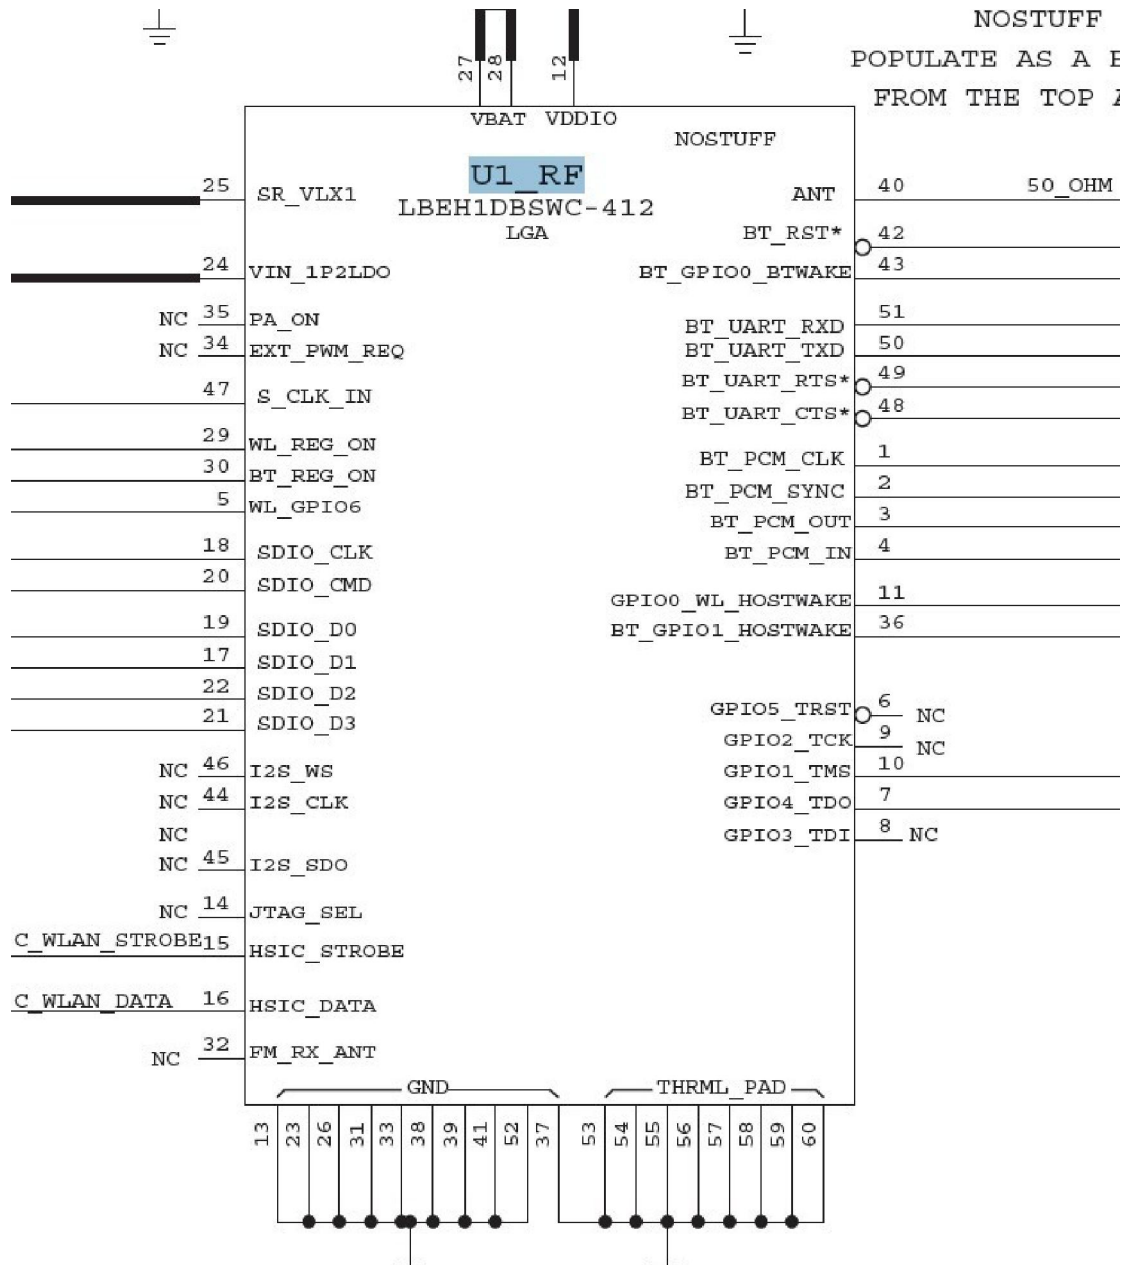 NOSTUFF
POPULATE AS A
FROM THE TOP
27
28
12
VBAT VDDIO
NOSTUFF
U1_RF
LBEH1DBSWC-412
LGA
25 SR_VLX1
ANT 40 50_OHM
BT_RST* 42
24 VIN_1P2LDO
BT_GPIO0_BTWAKE 43
NC 35 PA_ON
BT_UART_RXD 51
NC 34 EXT_PWM_REQ
BT_UART_TXD 50
BT_UART_RTS* 49
47 S_CLK_IN
BT_UART_CTS* 48
29 WL_REG_ON
BT_PCM_CLK 1
30 BT_REG_ON
BT_PCM_SYNC 2
5 WL_GPIO6
BT_PCM_OUT 3
18 SDIO_CLK
BT_PCM_IN 4
20 SDIO_CMD
GPIO0_WL_HOSTWAKE 11
19 SDIO_D0
BT_GPIO1_HOSTWAKE 36
17 SDIO_D1
22 SDIO_D2
21 SDIO_D3
GPIO5_TRST 6 NC
GPIO2_TCK 9 NC
NC 46 I2S_WS
GPIO1_TMS 10
NC 44 I2S_CLK
GPIO4_TDO 7
NC
GPIO3_TDI 8 NC
NC 45 I2S_SDO
NC 14 JTAG_SEL
C_WLAN_STROBE 15 HSIC_STROBE
C_WLAN_DATA 16 HSIC_DATA
NC 32 FM_RX_ANT
GND THRML_PAD
13
23
26
31
33
38
39
41
52
37
53
54
55
56
57
58
59
60